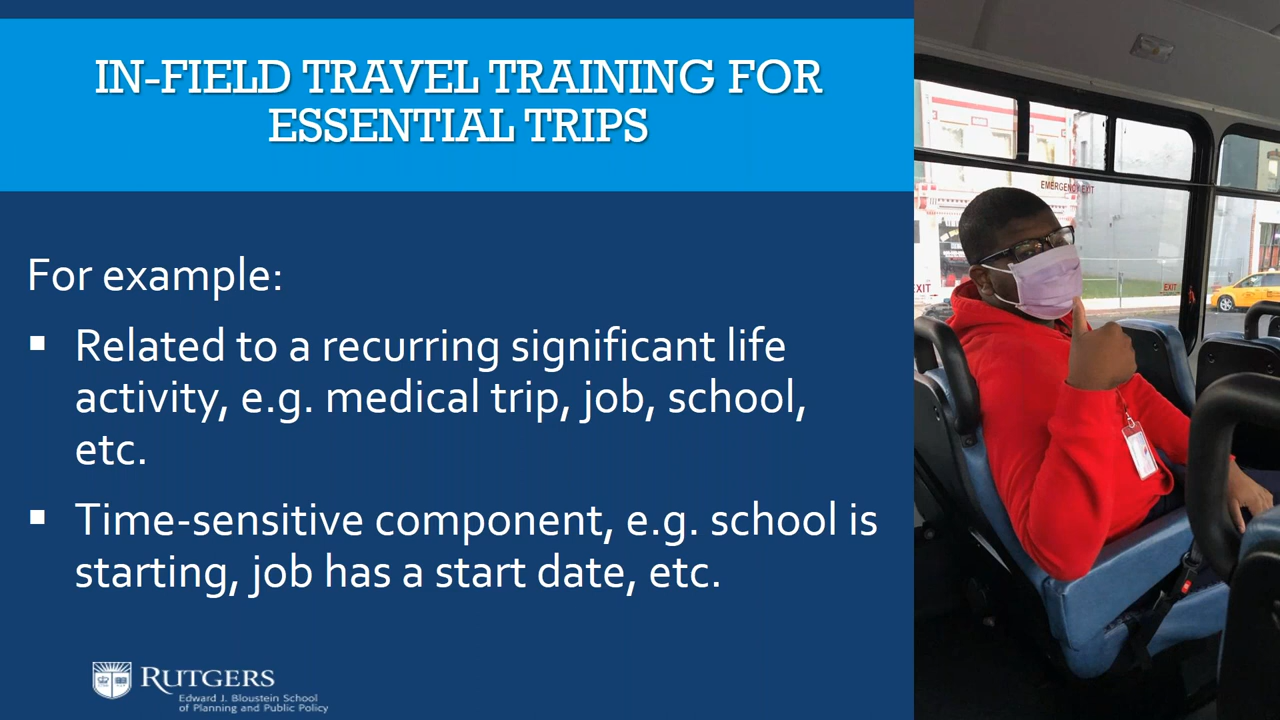 IN-FIELD TRAVEL TRAINING FOR
ESSENTIAL TRIPS
For example:
▪ Related to a recurring significant life
activity, e.g. medical trip, job, school,
etc.
▪ Time-sensitive component, e.g. school is
starting, job has a start date, etc.
RUTGERS
Edward J. Bloustein School
of Planning and Public Policy
EMERGENCY EXIT
EXIT
EXIT